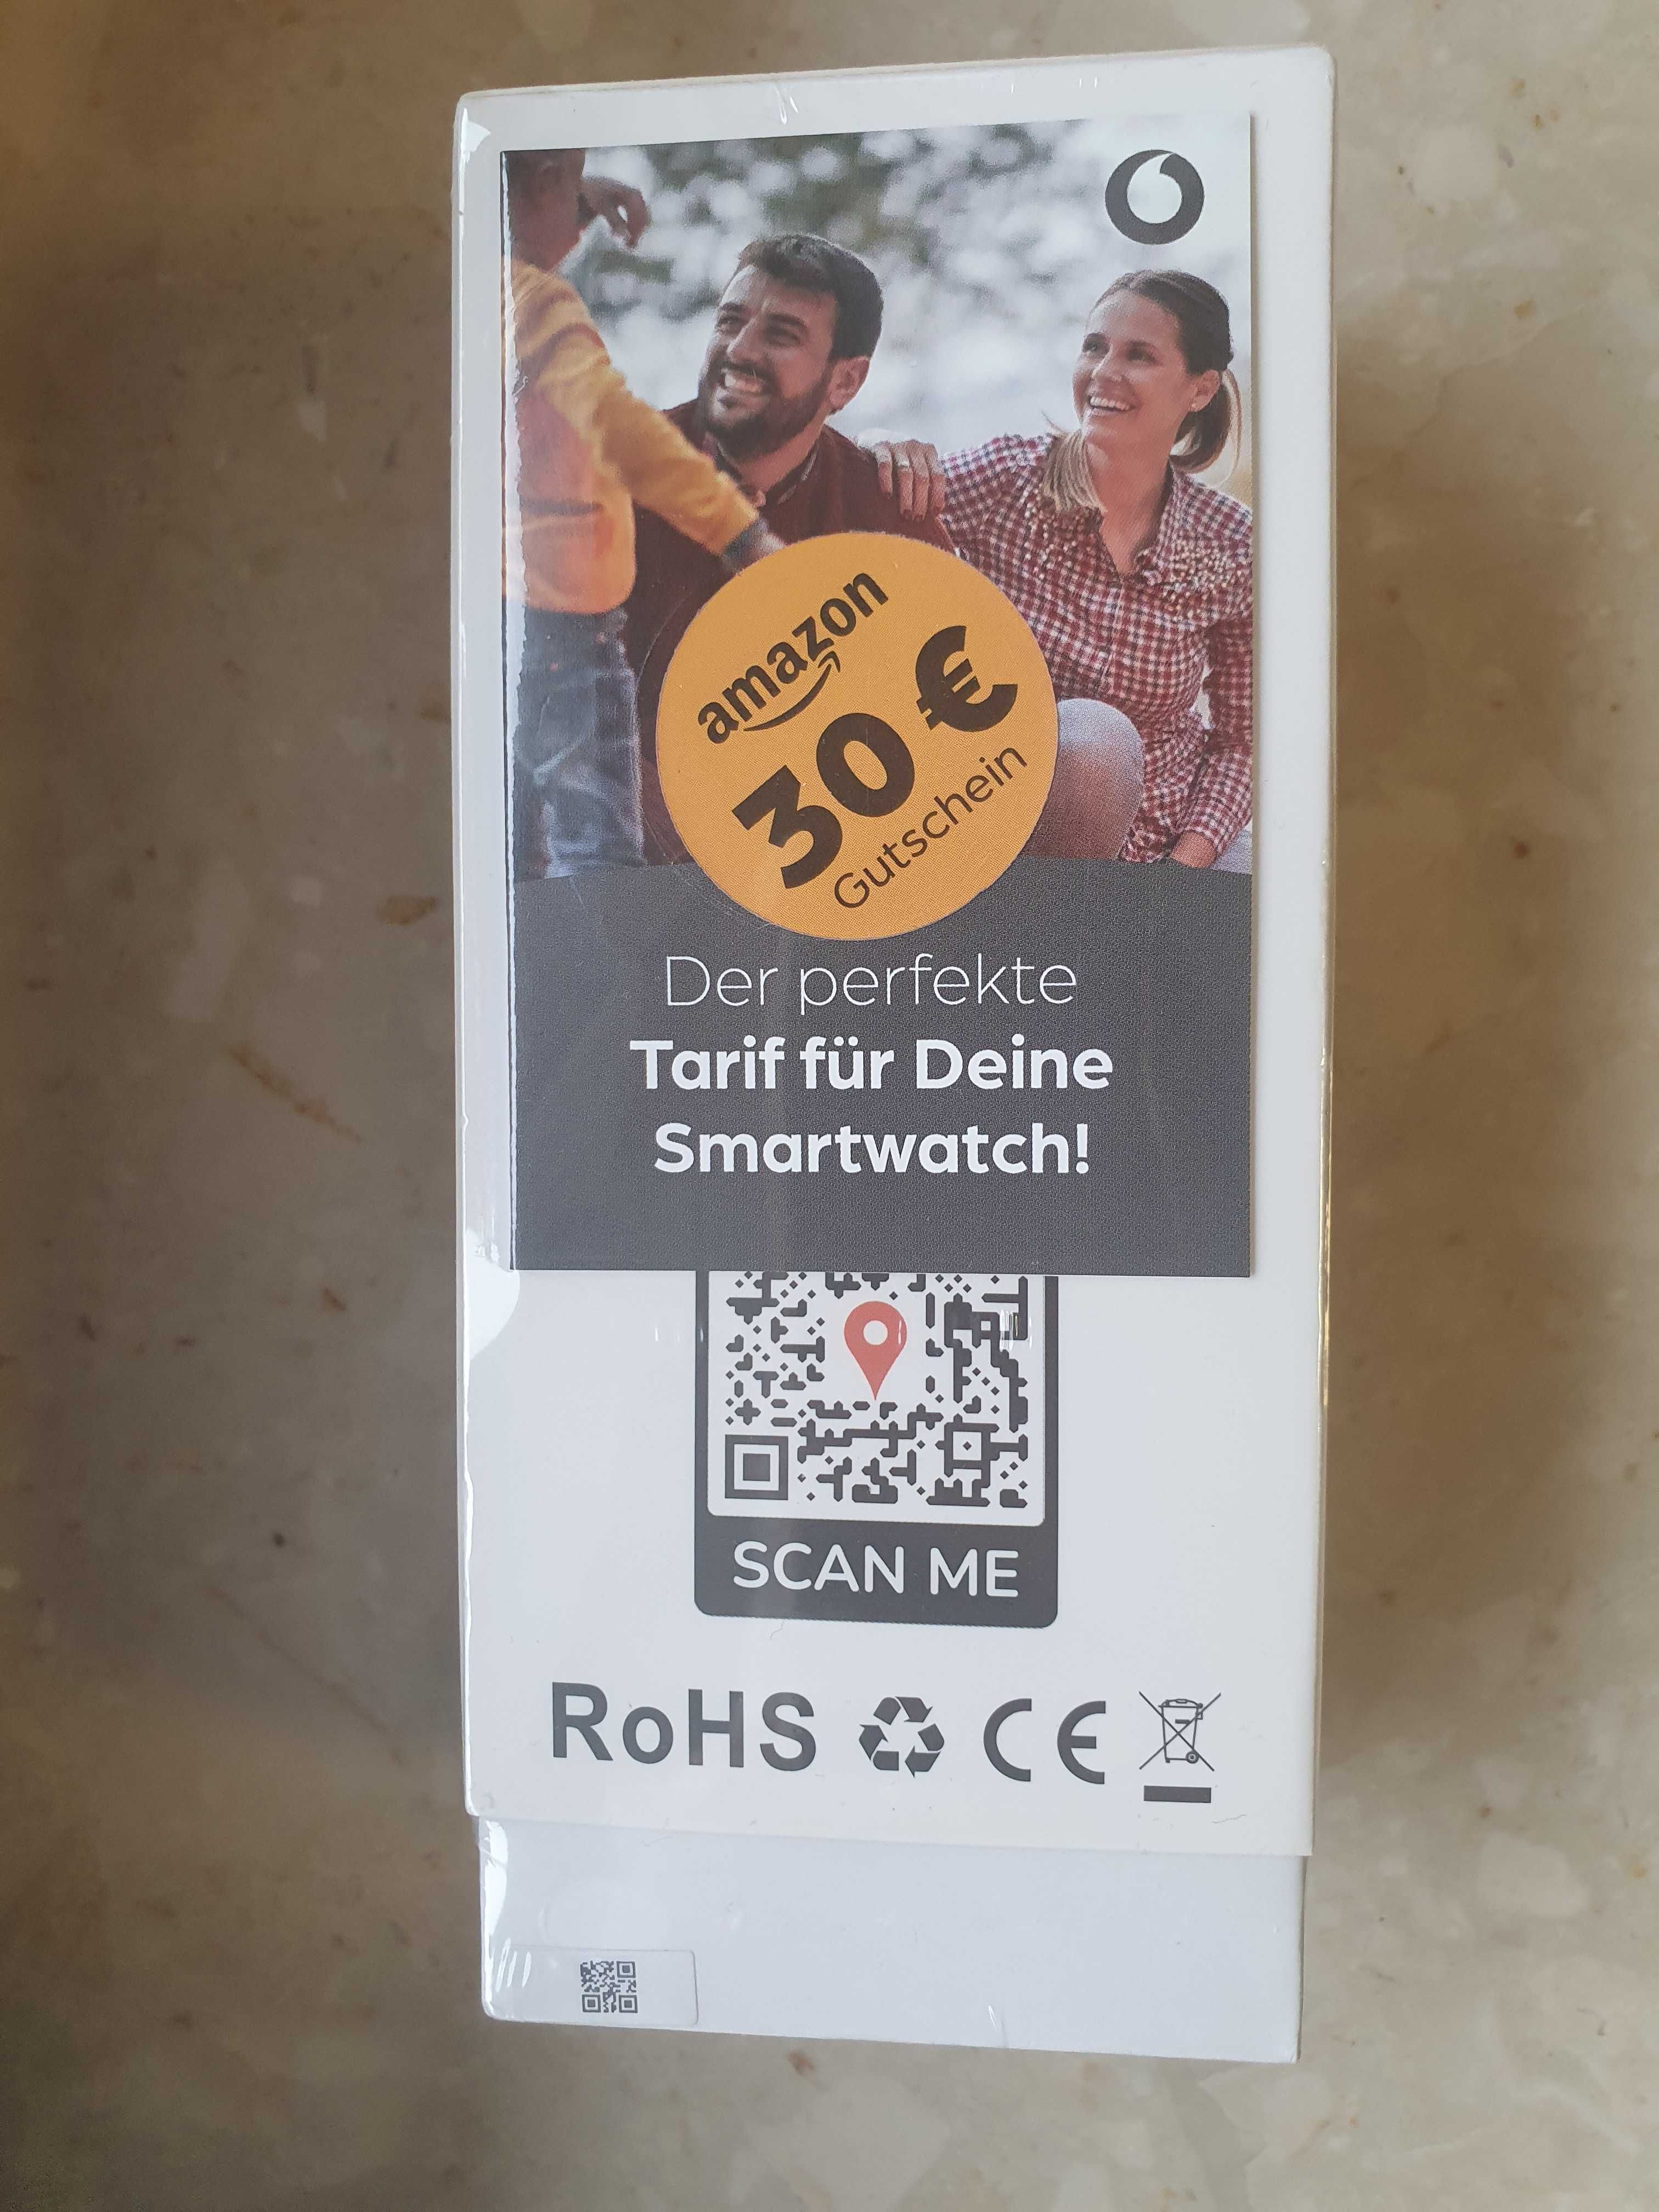 amazon
30 €
Gutschein
Der perfekte
Tarif für Deine
Smartwatch!
SCAN ME
RoHS CE